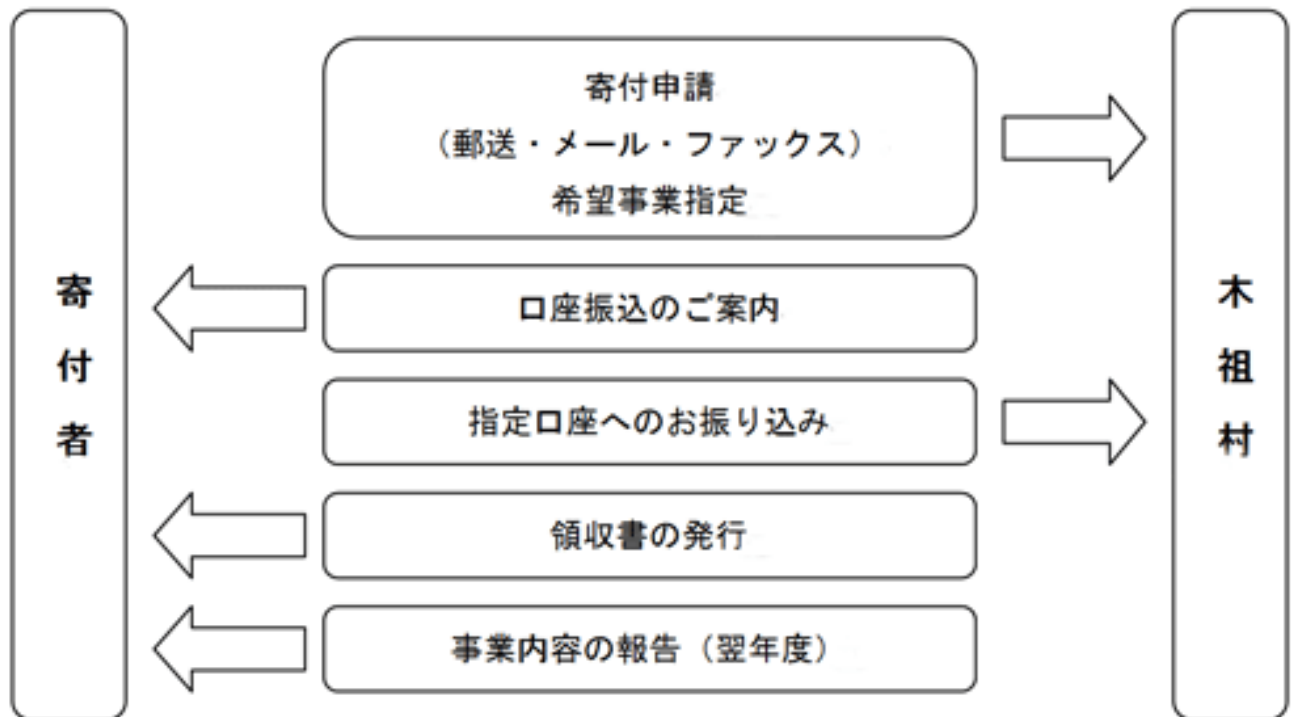 寄付者
寄付申請
(郵送・メール・ファックス)
希望事業指定
口座振込のご案内
指定口座へのお振り込み
領収書の発行
事業内容の報告(翌年度)
木祖村